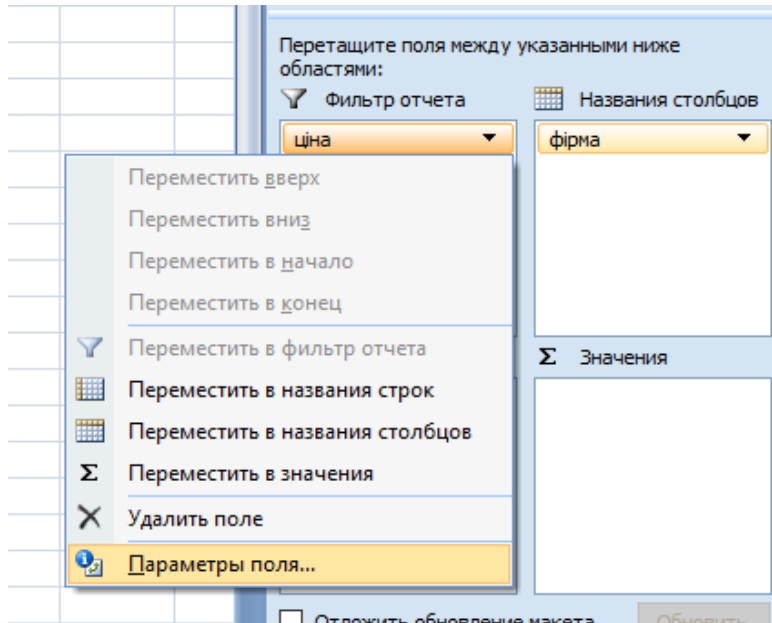 Перетащите поля между указанными ниже
областями:
Фильтр отчета
Названия столбцов
ціна
фірма
Переместить вверх
Переместить вниз
Переместить в начало
Переместить в конец
Переместить в фильтр отчета
Σ Значения
Переместить в названия строк
Переместить в названия столбцов
Σ Переместить в значения
Удалить поле
Параметры поля...
Отложить обновление макета
Обновить